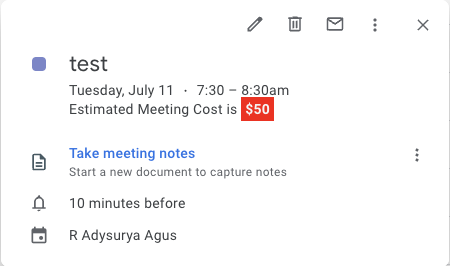 test
Tuesday, July 11 · 7:30 – 8:30am
Estimated Meeting Cost is $50
Take meeting notes
Start a new document to capture notes
10 minutes before
R Adysurya Agus